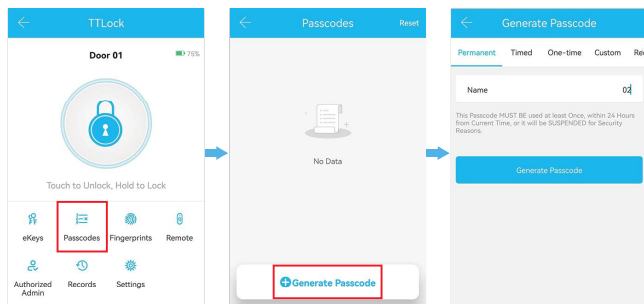 TTLock
Door 01
75%
Touch to Unlock, Hold to Lock
eKeys Passcodes Fingerprints Remote
Authorized Admin Records Settings
Passcodes Reset
No Data
Generate Passcode
Generate Passcode
Permanent Timed One-time Custom Rec
Name 02
This Passcode MUST BE used at least Once, within 24 Hours
from Current Time, or it will be SUSPENDED for Security
Reasons.
Generate Passcode